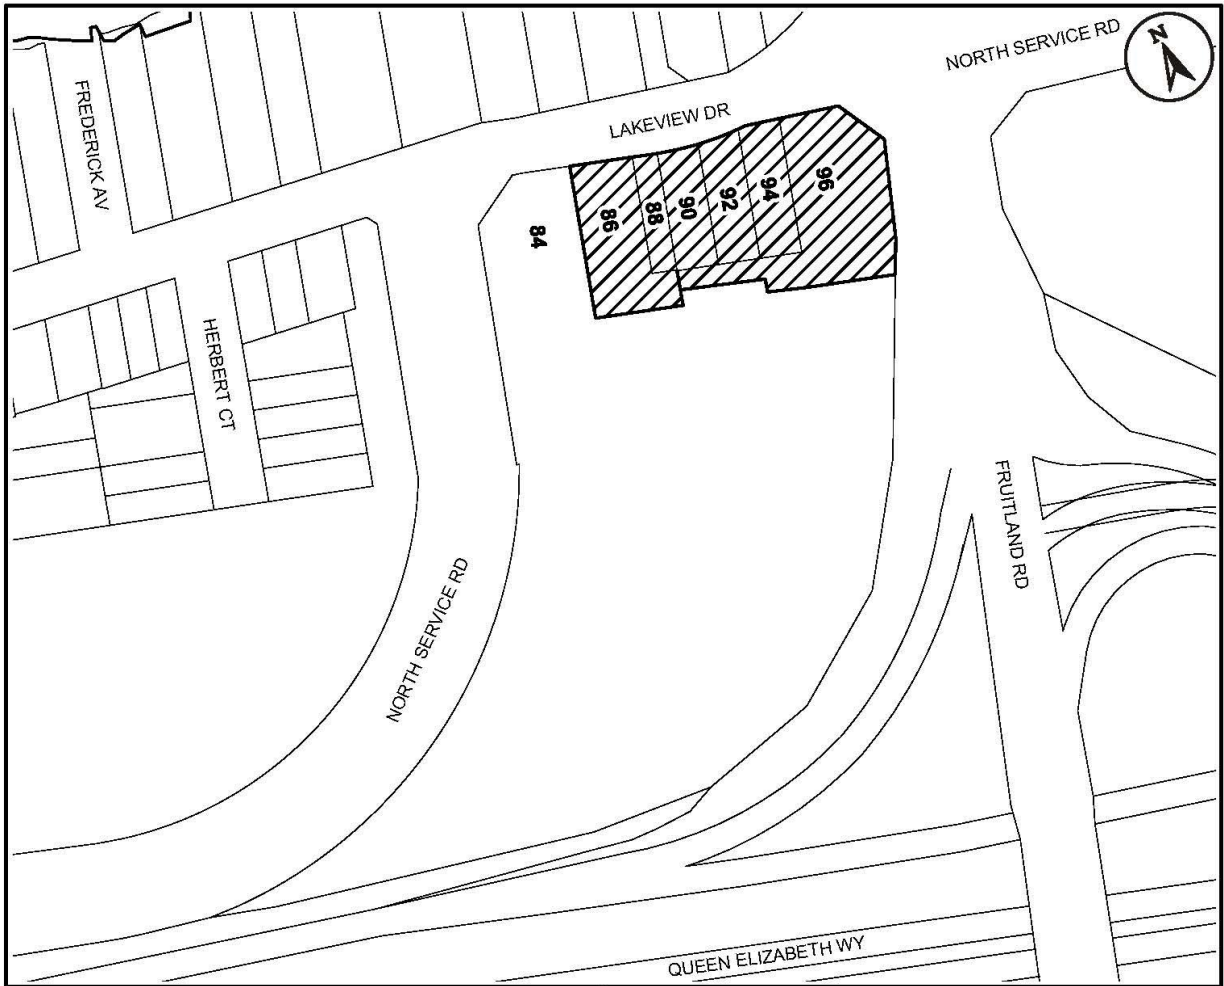 NORTH SERVICE RD
N
LAKEVIEW DR
FREDERICK AV
84
86
88
90
92
94
96
HERBERT CT
FRUITLAND RD
NORTH SERVICE RD
QUEEN ELIZABETH WY